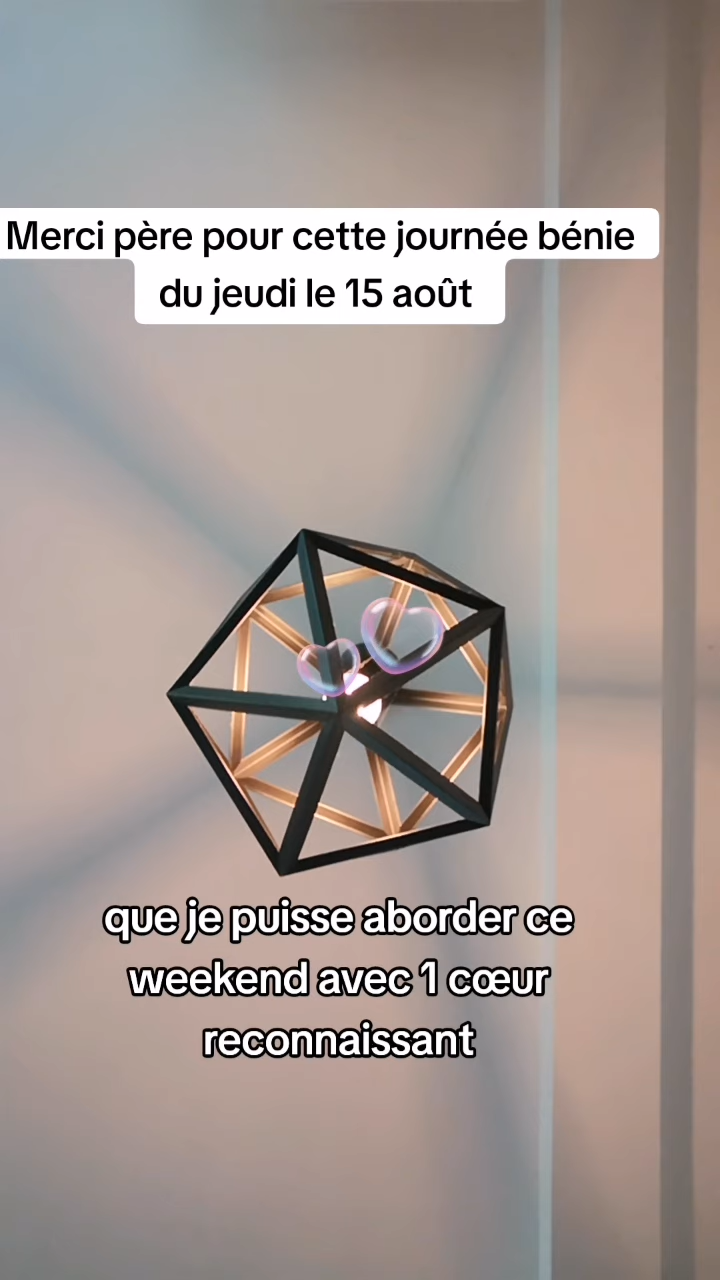 Merci père pour cette journée bénie
du jeudi le 15 août
que je puisse aborder ce
weekend avec 1 cœur
reconnaissant